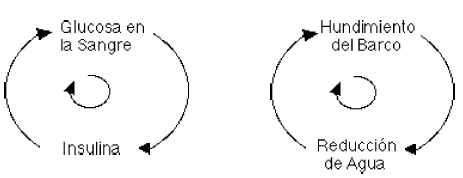 Glucosa en
la Sangre
Insulina
Hundimiento
del Barco
Reducción
de Agua